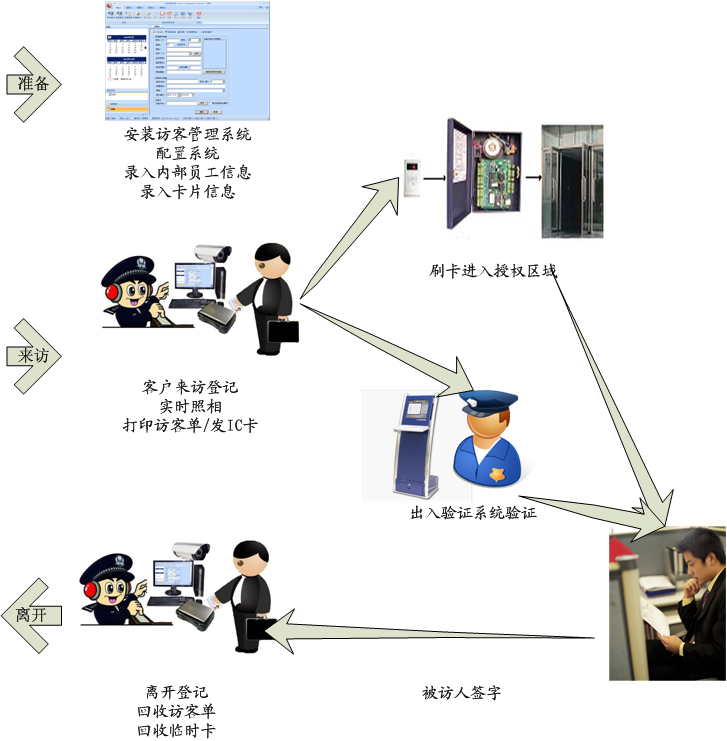 准备
安装访客管理系统
配置系统
录入内部员工信息
录入卡片信息
刷卡进入授权区域
来访
客户来访登记
实时照相
打印访客单/发IC卡
出入验证系统验证
离开
离开登记
回收访客单
回收临时卡
被访人签字